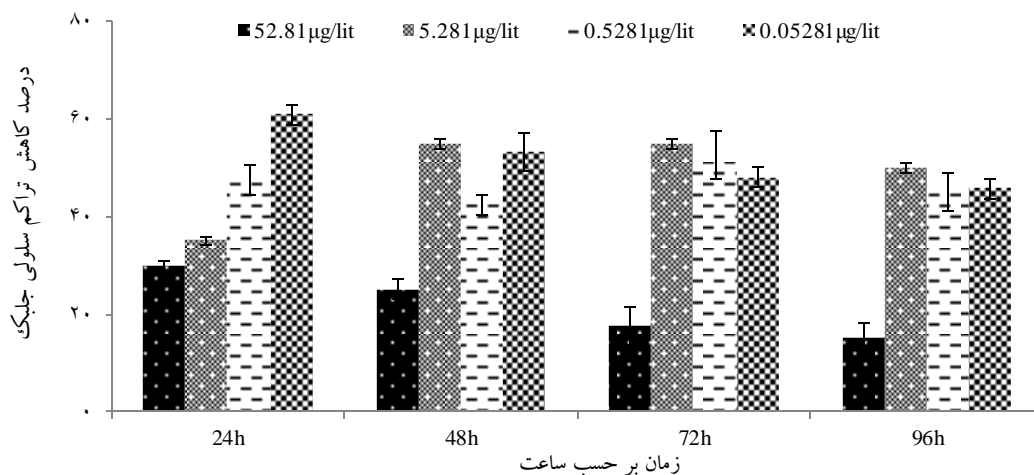 ۸۰
۶۰
۴۰
۲۰
۰
درصد کاهش تراکم سلولی جلبک
52.81µg/lit 5.281µg/lit 0.5281µg/lit 0.05281µg/lit
24h 48h 72h 96h
زمان بر حسب ساعت